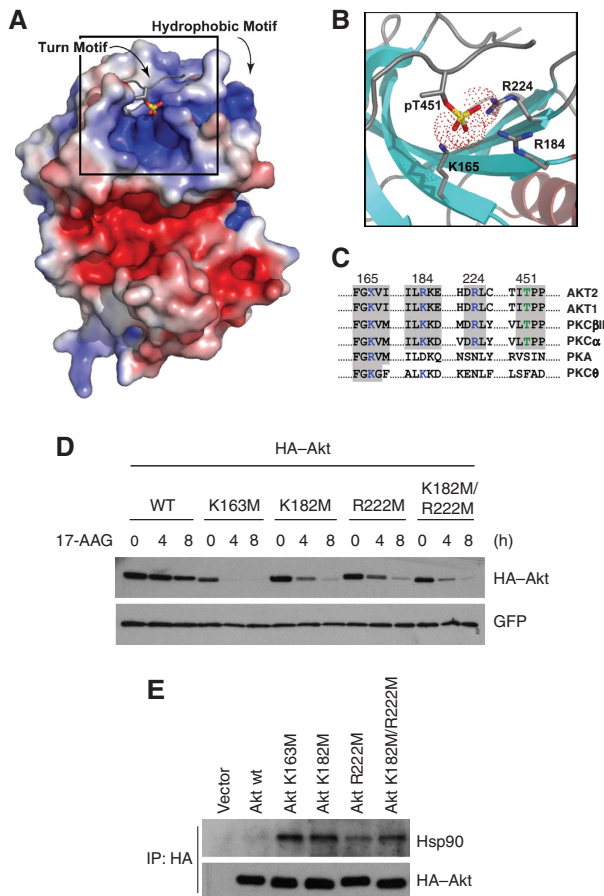 A
Hydrophobic Motif
Turn Motif
B
R224
pT451
R184
K165
C
165 184 224 451
.....FGKVI.....ILRKE.....HDRLC.....TITPP..... AKT2
.....FGKVI.....ILKKE.....HDRLC.....TITPP..... AKT1
.....FGKVM.....ILKKD.....MDRLY.....VLTPP..... PKCβII
.....FGKVM.....ILKKD.....VDRLY.....VLTPP..... PKCα
.....FGKVM.....ILDKQ.....NSNLY.....RVSIN..... PKA
.....FGKGF.....ALKKD.....KENLF.....LSFAD..... PKCθ
D
HA–Akt
WT K163M K182M R222M K182M/R222M
17-AAG 0 4 8 0 4 8 0 4 8 0 4 8 0 4 8 (h)
HA–Akt
GFP
E
Vector
Akt wt
Akt K163M
Akt K182M
Akt R222M
Akt K182M/R222M
IP: HA
Hsp90
HA–Akt